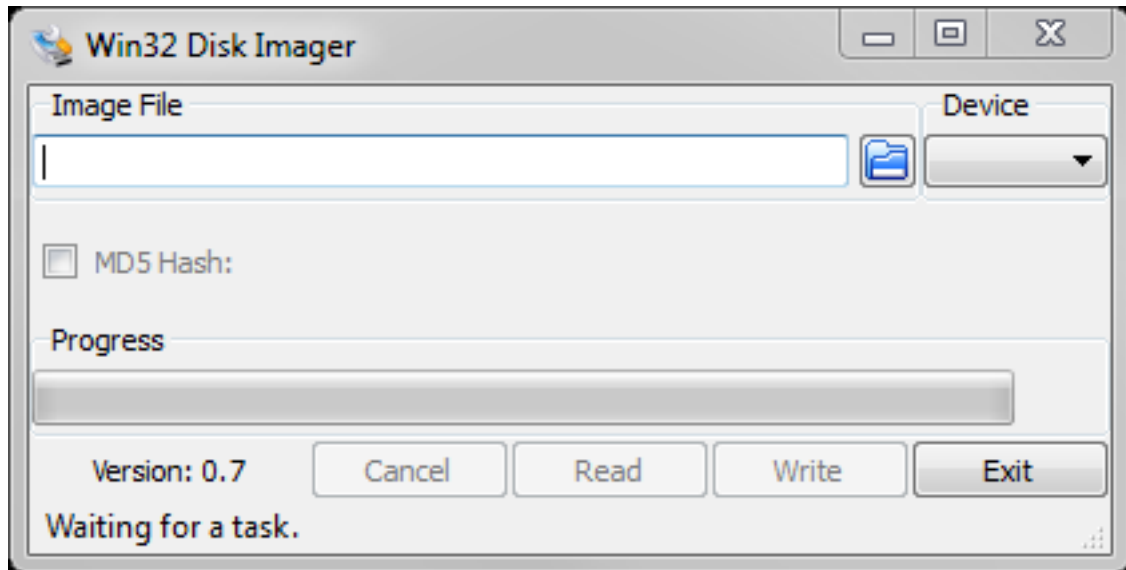 Win32 Disk Imager
Image File Device
MD5 Hash:
Progress
Version: 0.7 Cancel Read Write Exit
Waiting for a task.